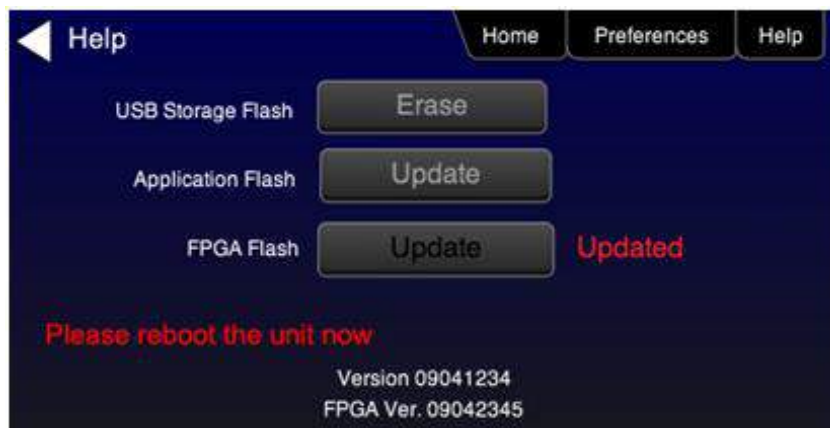 Help
Home
Preferences
Help
USB Storage Flash
Erase
Application Flash
Update
FPGA Flash
Update
Updated
Please reboot the unit now
Version 09041234
FPGA Ver. 09042345